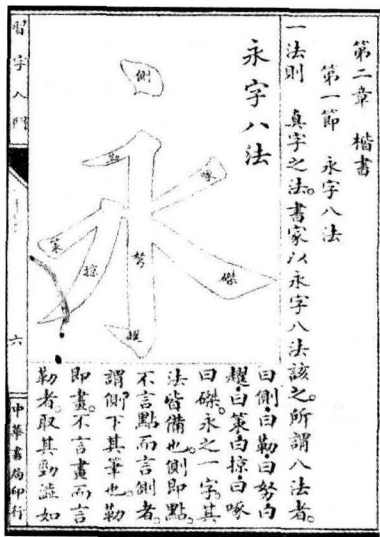 第二章 楷書
第一節 永字八法
一法則 真字之法。書家以永字八法該之。所謂八法者。
永字八法
側
勒
啄
策
掠
努
磔
趯
曰側。曰勒。曰努。曰
趯。曰策。曰掠。曰啄
曰磔。永之一字。其
法皆備也。側即點。
不言點而言側者。
謂側下其筆也。勒
即畫。不言畫而言
勒者。取其勁澀如
習字入門
六
中華書局印行